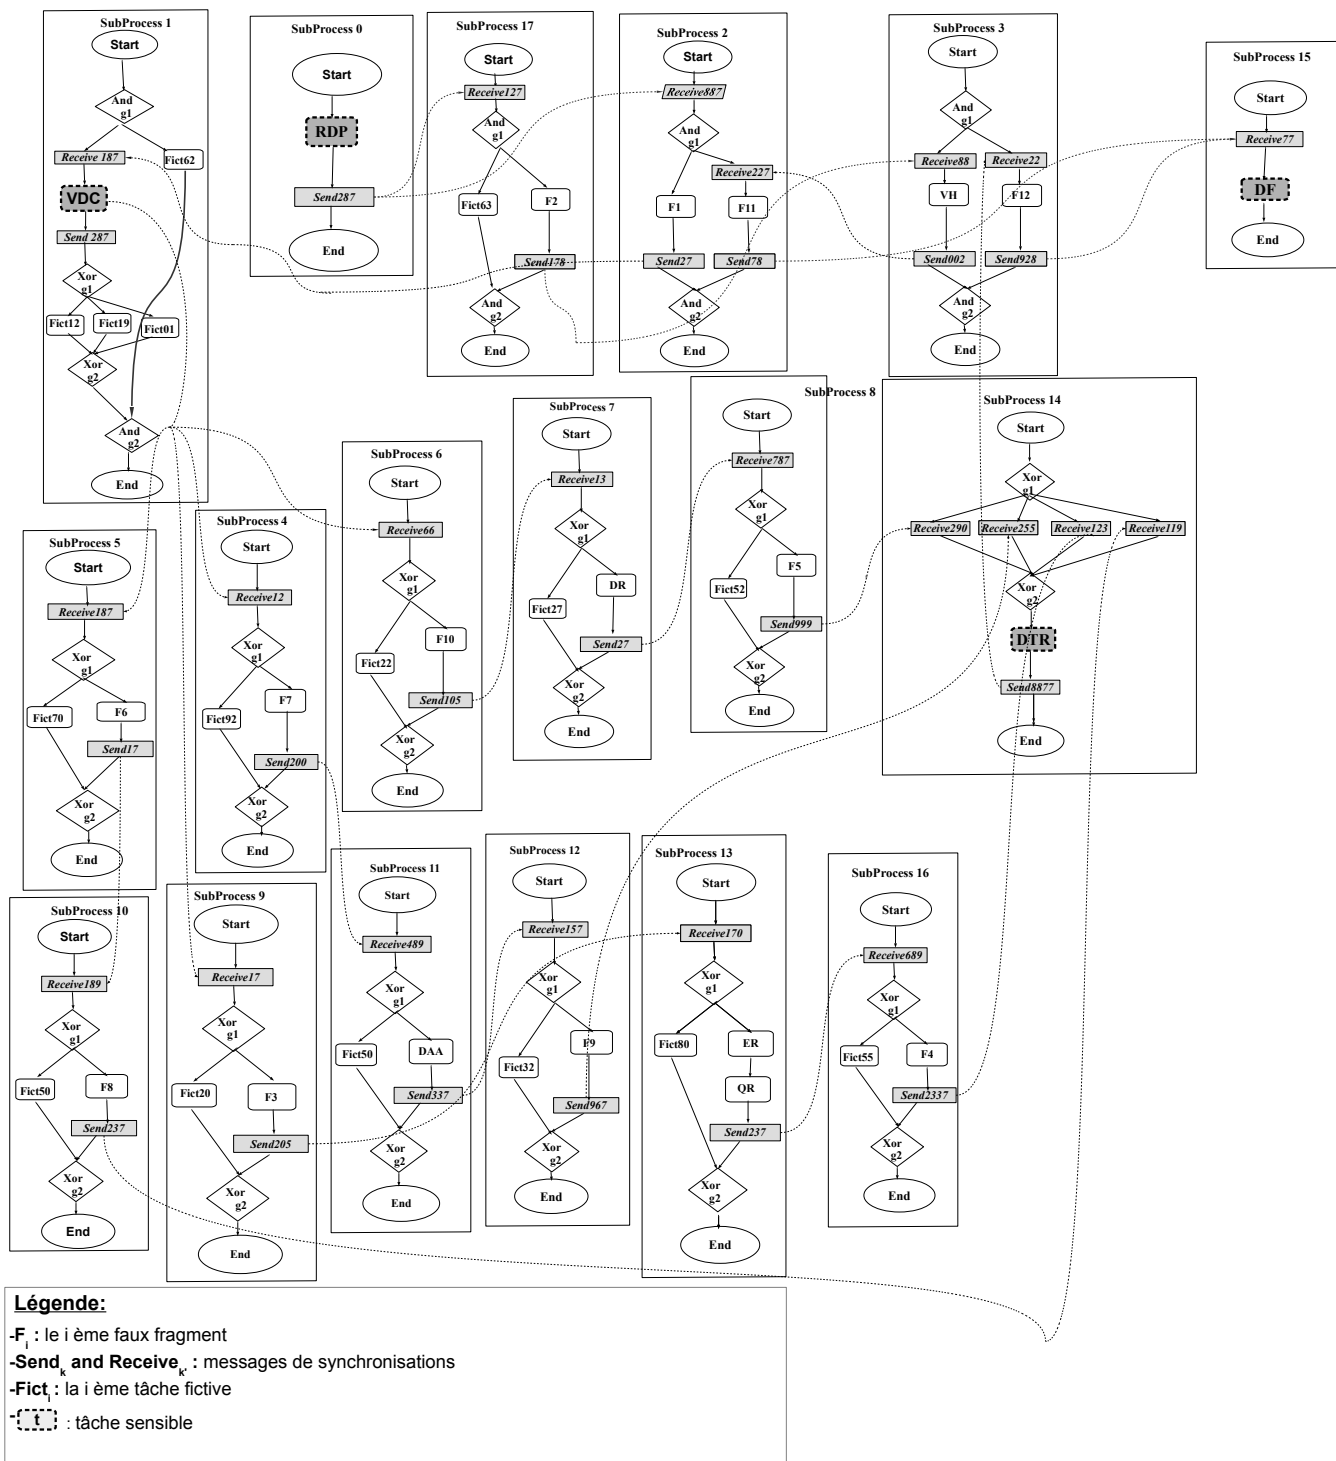 SubProcess 1
Start
And
g1
Receive 187
Fict62
VDC
Send 287
Xor
g1
Fict12
Fict19
Fict01
Xor
g2
And
g2
End
SubProcess 0
Start
RDP
Send287
End
SubProcess 17
Start
Receive127
And
g1
Fict63
F2
Send178
And
g2
End
SubProcess 2
Start
Receive887
And
g1
Receive227
F1
F11
Send27
Send78
And
g2
End
SubProcess 3
Start
And
g1
Receive88
Receive22
VH
F12
Send002
Send928
And
g2
End
SubProcess 15
Start
Receive77
DF
End
SubProcess 5
Start
Receive187
Xor
g1
Fict70
F6
Send17
Xor
g2
End
SubProcess 4
Start
Receive12
Xor
g1
Fict92
F7
Send200
Xor
g2
End
SubProcess 6
Start
Receive66
Xor
g1
Fict22
F10
Send105
Xor
g2
End
SubProcess 7
Start
Receive13
Xor
g1
Fict27
DR
Send27
Xor
g2
End
SubProcess 8
Start
Receive787
Xor
g1
Fict52
F5
Send999
Xor
g2
End
SubProcess 14
Start
Xor
g1
Receive290
Receive255
Receive123
Receive119
Xor
g2
DTR
Send8877
End
SubProcess 10
Start
Receive189
Xor
g1
Fict50
F8
Send237
Xor
g2
End
SubProcess 9
Start
Receive17
Xor
g1
Fict20
F3
Send205
Xor
g2
End
SubProcess 11
Start
Receive489
Xor
g1
Fict50
DAA
Send337
Xor
g2
End
SubProcess 12
Start
Receive157
Xor
g1
Fict32
F9
Send967
Xor
g2
End
SubProcess 13
Start
Receive170
Xor
g1
Fict80
ER
QR
Send237
Xor
g2
End
SubProcess 16
Start
Receive689
Xor
g1
Fict55
F4
Send2337
Xor
g2
End
Légende:
-Fi : le i ème faux fragment
-Sendk and Receivek' : messages de synchronisations
-Ficti : la i ème tâche fictive
- t : tâche sensible